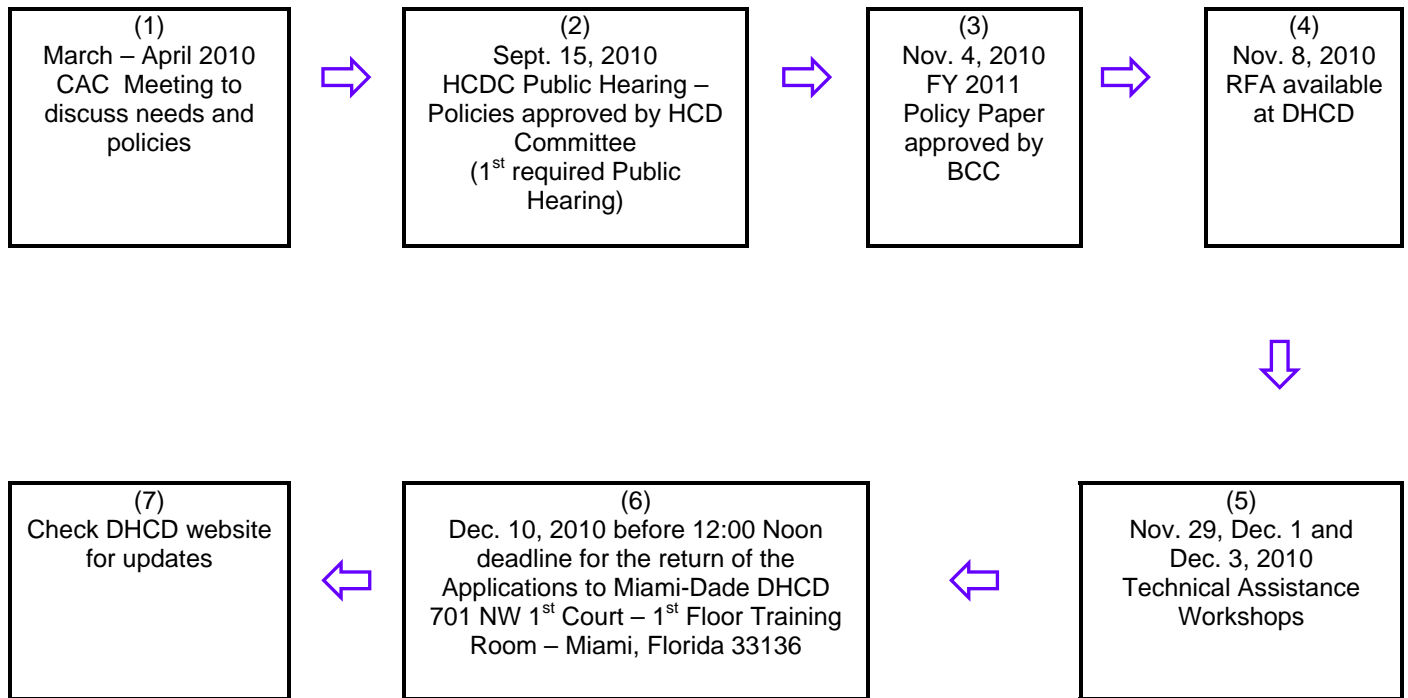 (1)
March – April 2010
CAC Meeting to
discuss needs and
policies
(2)
Sept. 15, 2010
HCDC Public Hearing –
Policies approved by HCD
Committee
(1st required Public
Hearing)
(3)
Nov. 4, 2010
FY 2011
Policy Paper
approved by
BCC
(4)
Nov. 8, 2010
RFA available
at DHCD
(5)
Nov. 29, Dec. 1 and
Dec. 3, 2010
Technical Assistance
Workshops
(6)
Dec. 10, 2010 before 12:00 Noon
deadline for the return of the
Applications to Miami-Dade DHCD
701 NW 1st Court – 1st Floor Training
Room – Miami, Florida 33136
(7)
Check DHCD website
for updates